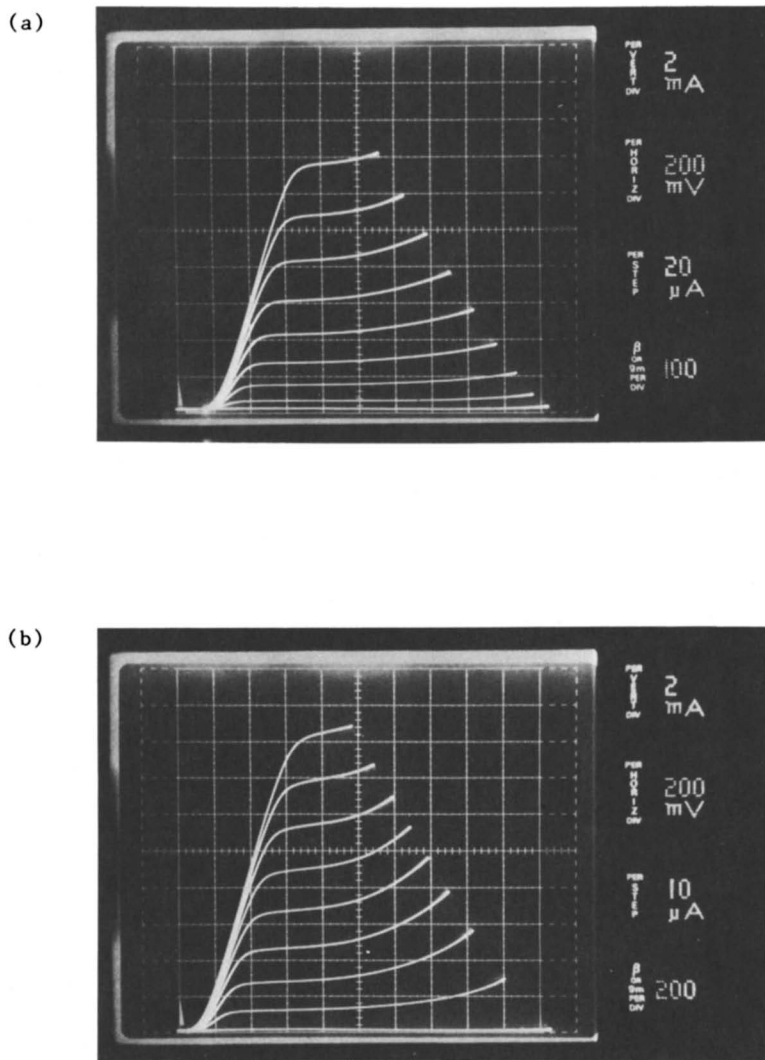 (a)
PER
VERT
DIV
2
mA
PER
HORIZ
DIV
200
mV
PER
STEP
20
µA
β
OR
gm
PER
DIV
100
(b)
PER
VERT
DIV
2
mA
PER
HORIZ
DIV
200
mV
PER
STEP
10
µA
β
OR
gm
PER
DIV
200